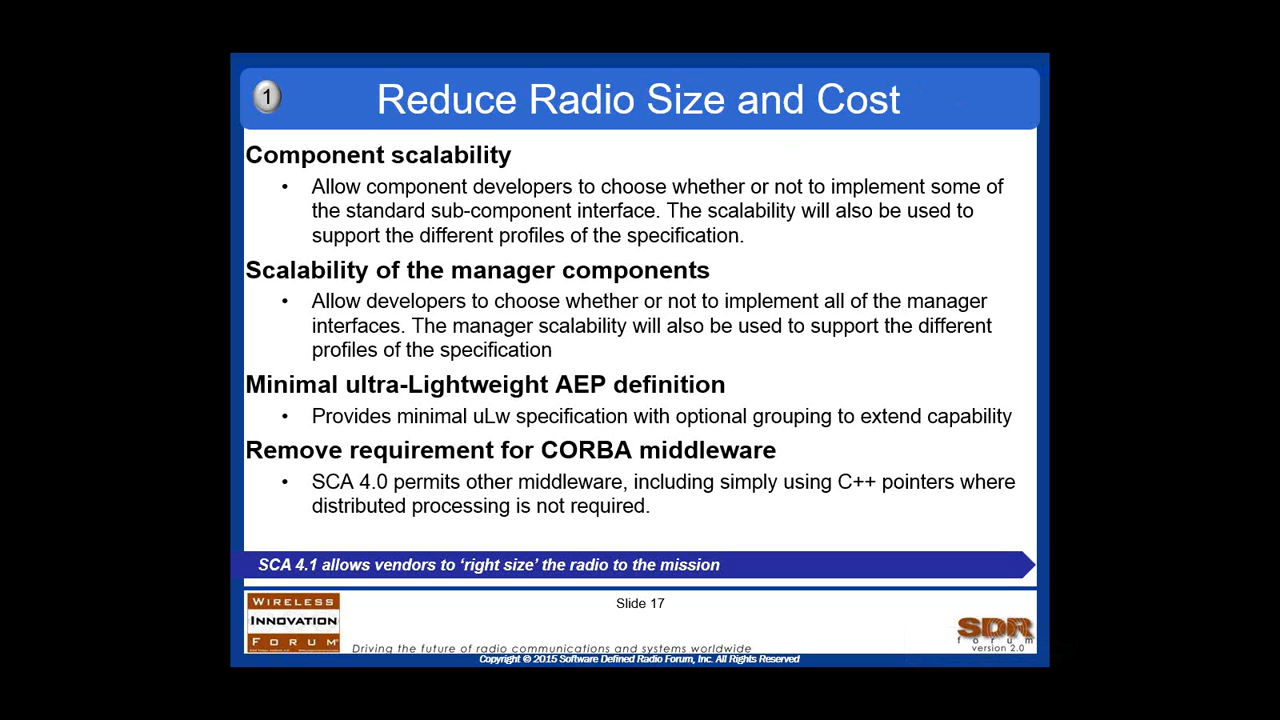 1
Reduce Radio Size and Cost
Component scalability
• Allow component developers to choose whether or not to implement some of
the standard sub-component interface. The scalability will also be used to
support the different profiles of the specification.
Scalability of the manager components
• Allow developers to choose whether or not to implement all of the manager
interfaces. The manager scalability will also be used to support the different
profiles of the specification
Minimal ultra-Lightweight AEP definition
• Provides minimal uLw specification with optional grouping to extend capability
Remove requirement for CORBA middleware
• SCA 4.0 permits other middleware, including simply using C++ pointers where
distributed processing is not required.
SCA 4.1 allows vendors to ‘right size’ the radio to the mission
WIRELESS
INNOVATION
FORUM
Slide 17
SDR
forum
version 2.0
Driving the future of radio communications and systems worldwide
Copyright © 2015 Software Defined Radio Forum, Inc. All Rights Reserved